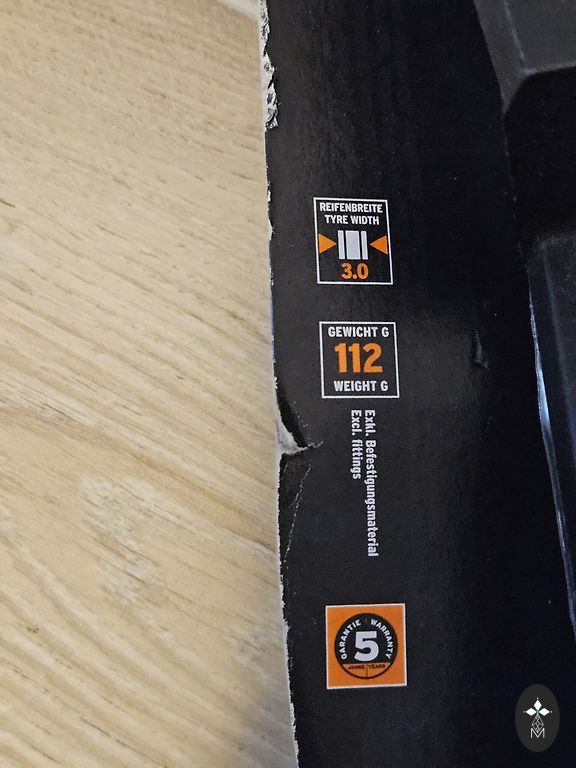 REIFENBREITE
TYRE WIDTH
3.0
GEWICHT G
112
WEIGHT G
Exkl. Befestigungsmaterial
Excl. fittings
GARANTIE WARRANTY
5
JAHRE YEARS
M